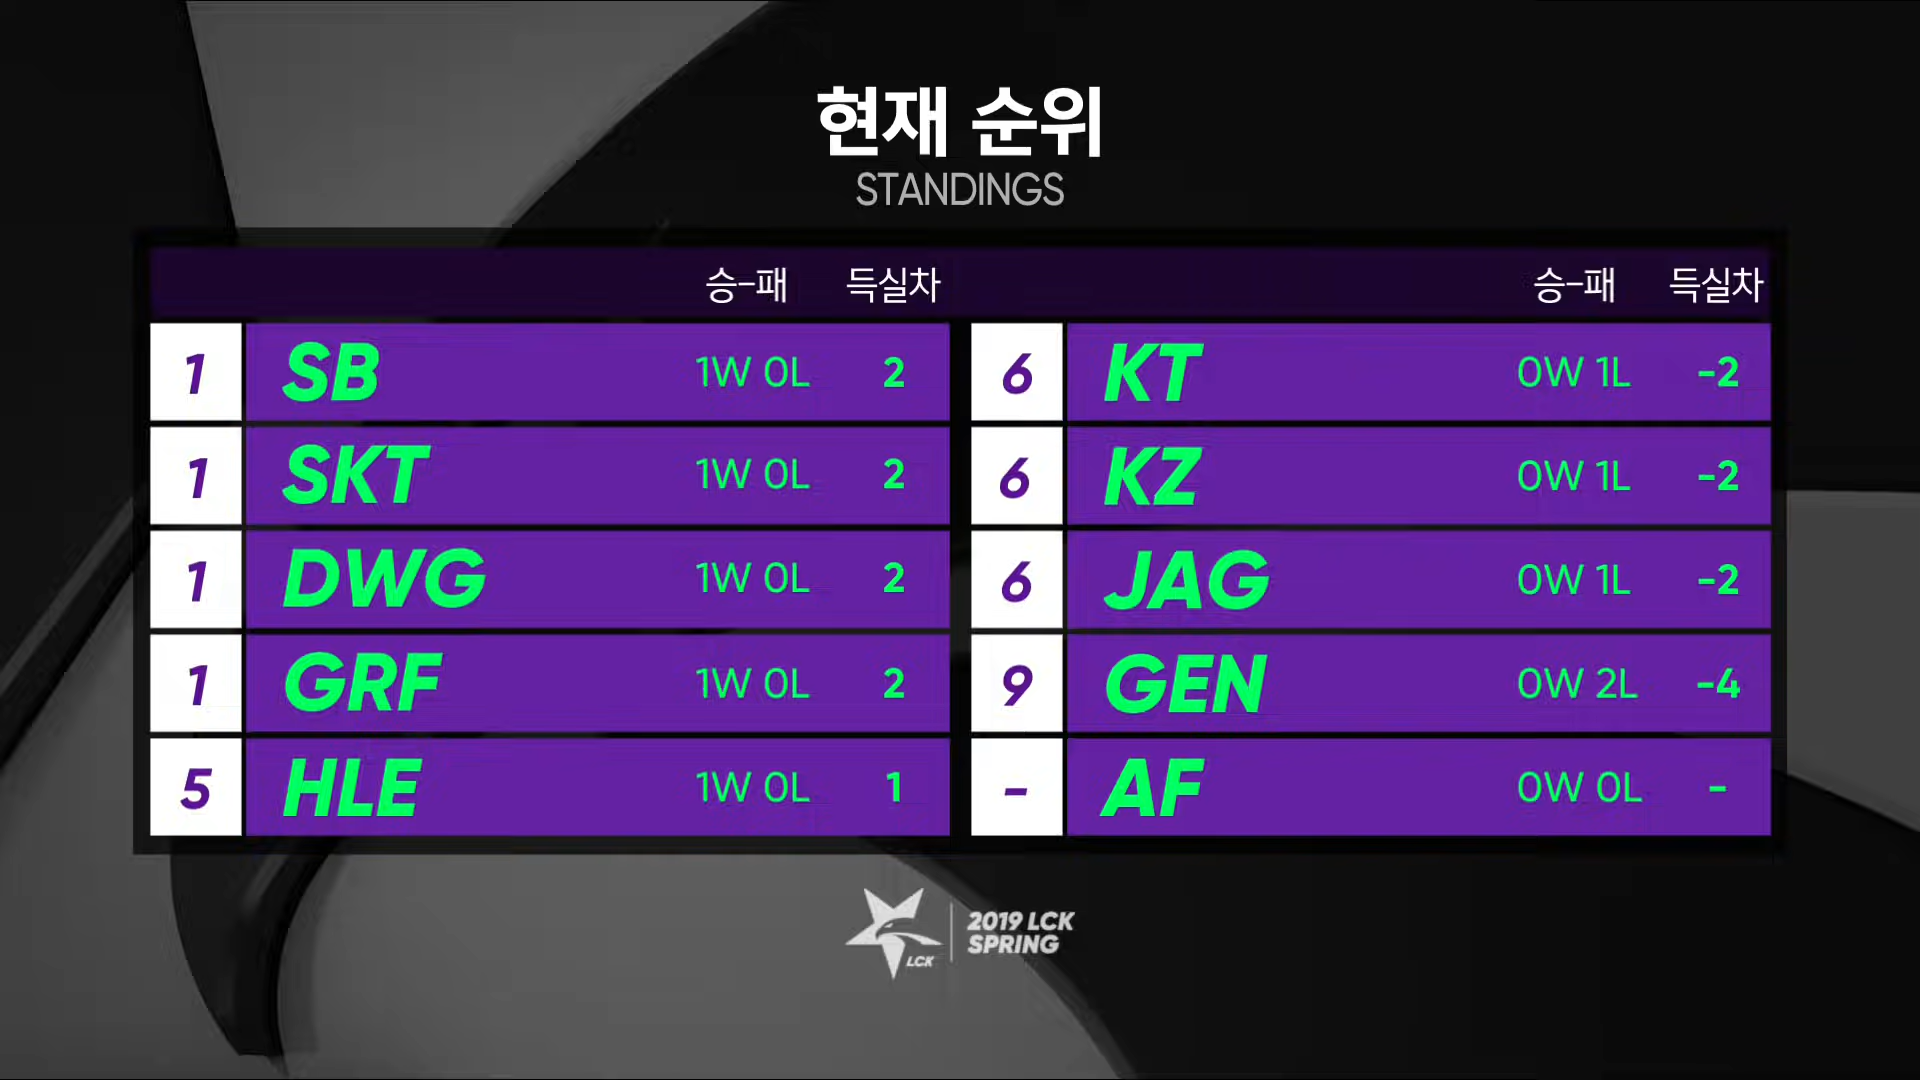 현재 순위
STANDINGS
승-패 득실차 승-패 득실차
1 SB 1W 0L 2
1 SKT 1W 0L 2
1 DWG 1W 0L 2
1 GRF 1W 0L 2
5 HLE 1W 0L 1
6 KT 0W 1L -2
6 KZ 0W 1L -2
6 JAG 0W 1L -2
9 GEN 0W 2L -4
- AF 0W 0L -
LCK
2019 LCK
SPRING